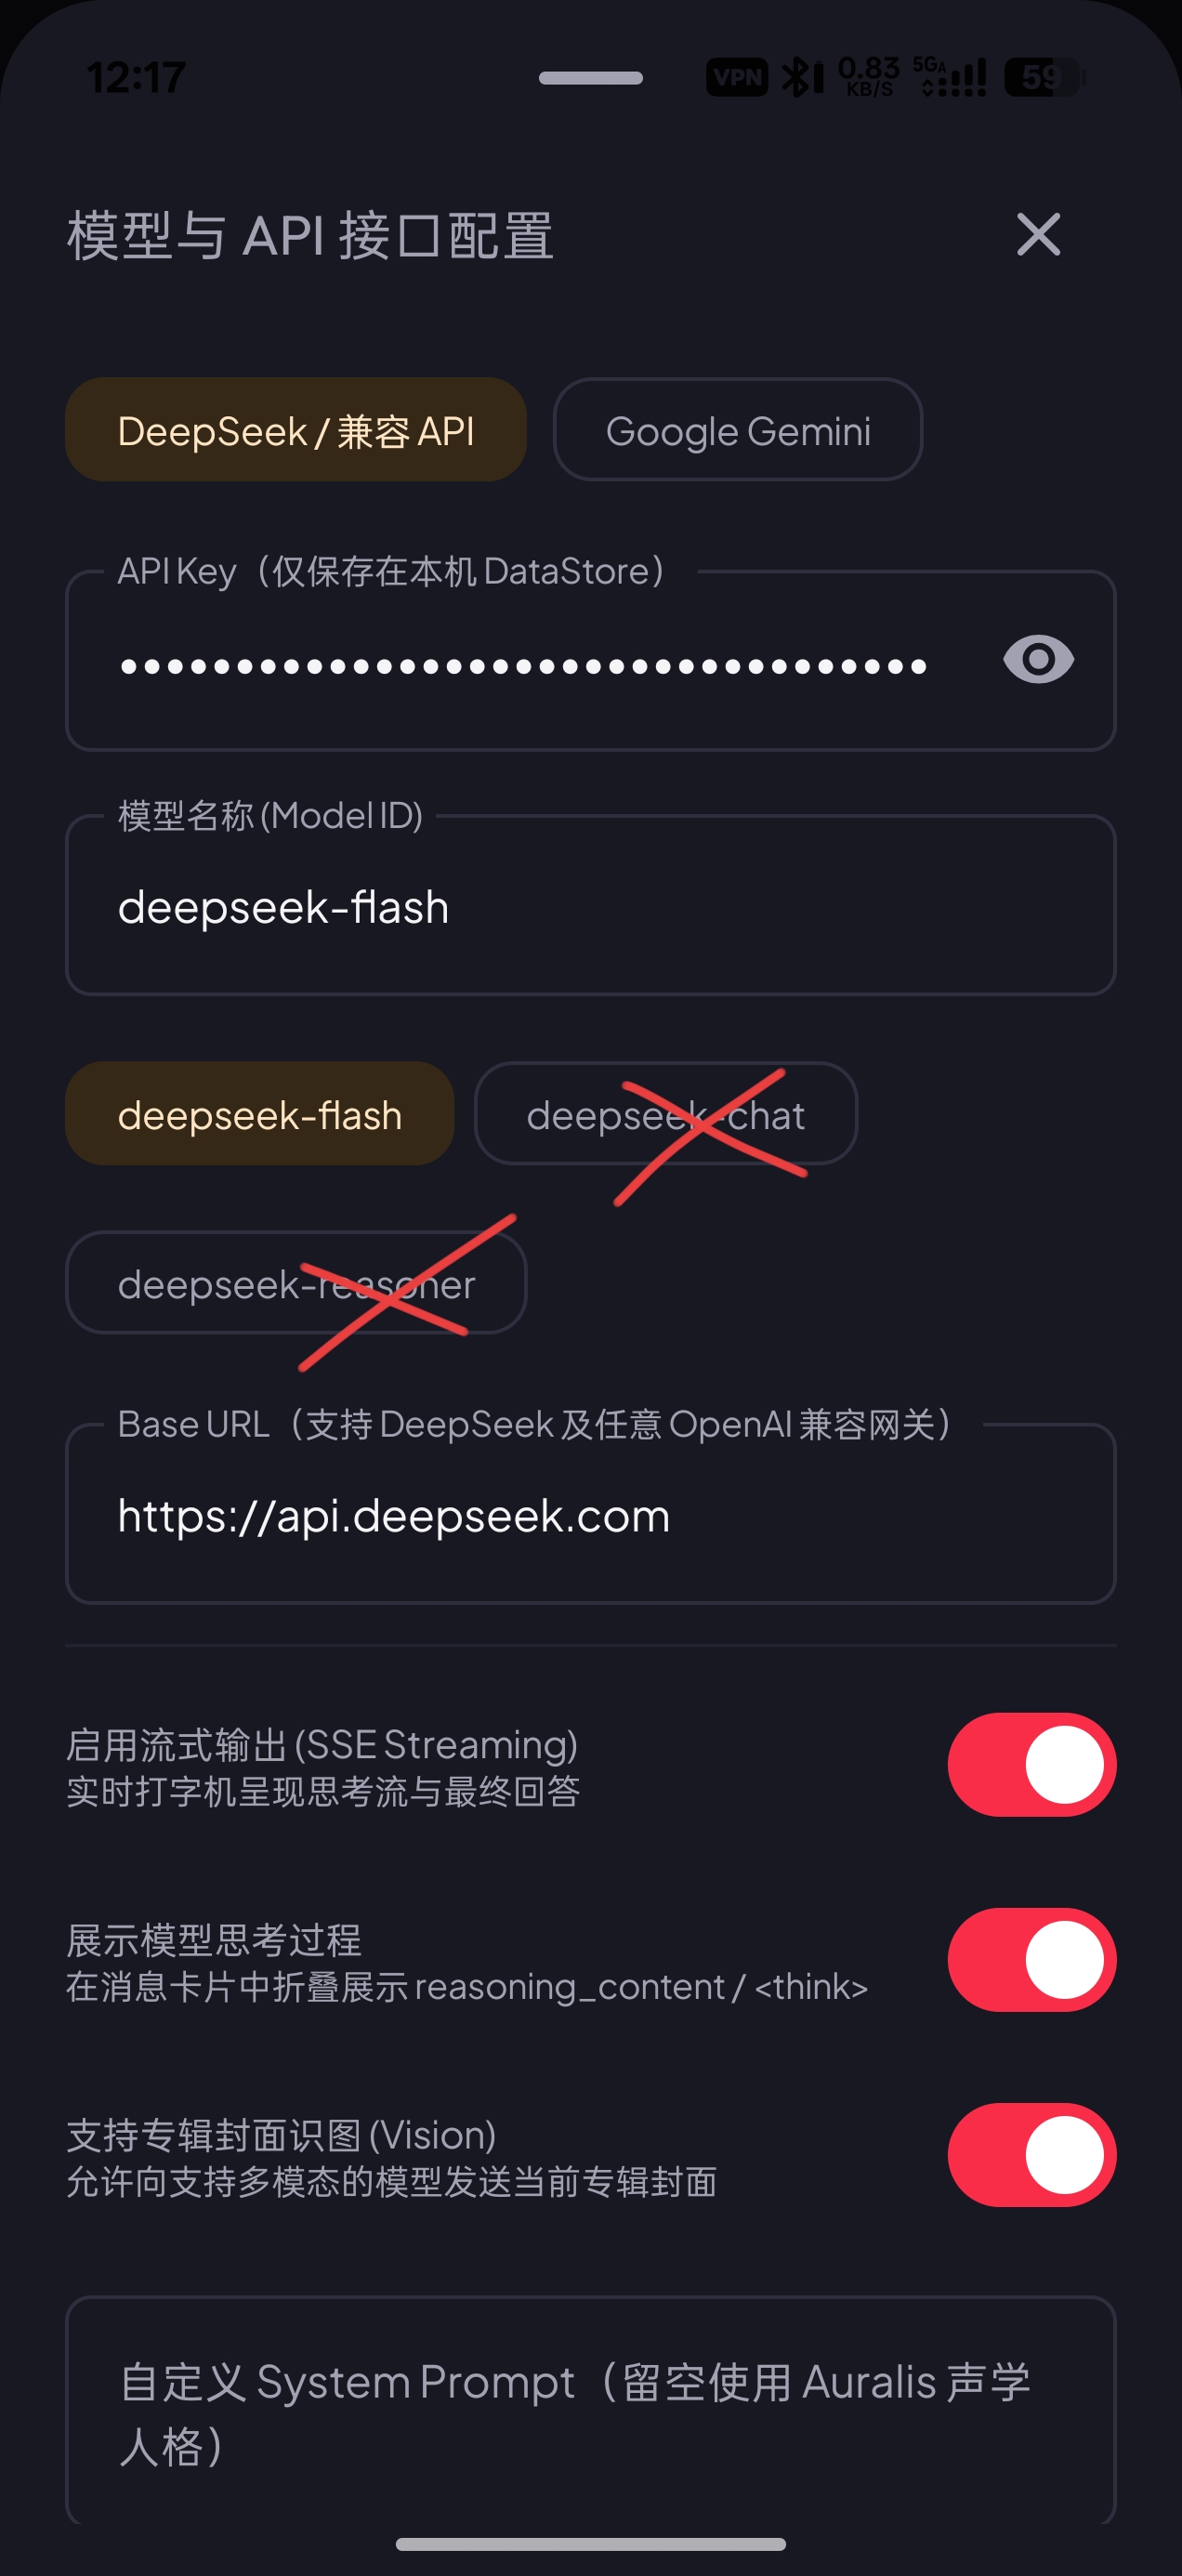 12:17
VPN 0.83 KB/S 5GA 59
模型与 API 接口配置
DeepSeek / 兼容 API
Google Gemini
API Key（仅保存在本机 DataStore）
•••••••••••••••••••••••••••••••••••
模型名称 (Model ID)
deepseek-flash
deepseek-flash
deepseek-chat
deepseek-reasoner
Base URL（支持 DeepSeek 及任意 OpenAI 兼容网关）
https://api.deepseek.com
启用流式输出 (SSE Streaming)
实时打字机呈现思考流与最终回答
展示模型思考过程
在消息卡片中折叠展示 reasoning_content / <think>
支持专辑封面识图 (Vision)
允许向支持多模态的模型发送当前专辑封面
自定义 System Prompt（留空使用 Auralis 声学
人格）